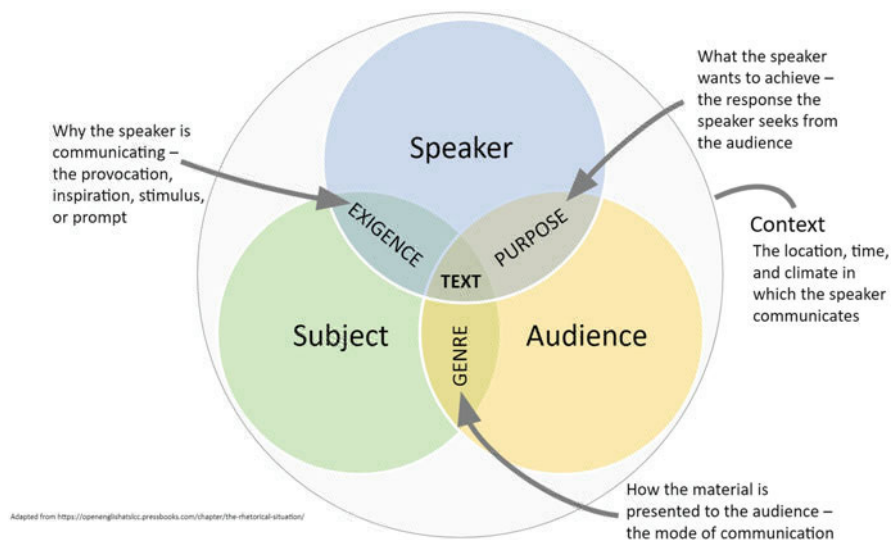 What the speaker
wants to achieve –
the response the
speaker seeks from
the audience
Why the speaker is
communicating –
the provocation,
inspiration, stimulus,
or prompt
Speaker
EXIGENCE
PURPOSE
TEXT
Context
The location, time,
and climate in
which the speaker
communicates
Subject
Audience
GENRE
How the material is
presented to the audience –
the mode of communication
Adapted from https://openenglishatslcc.pressbooks.com/chapter/the-rhetorical-situation/